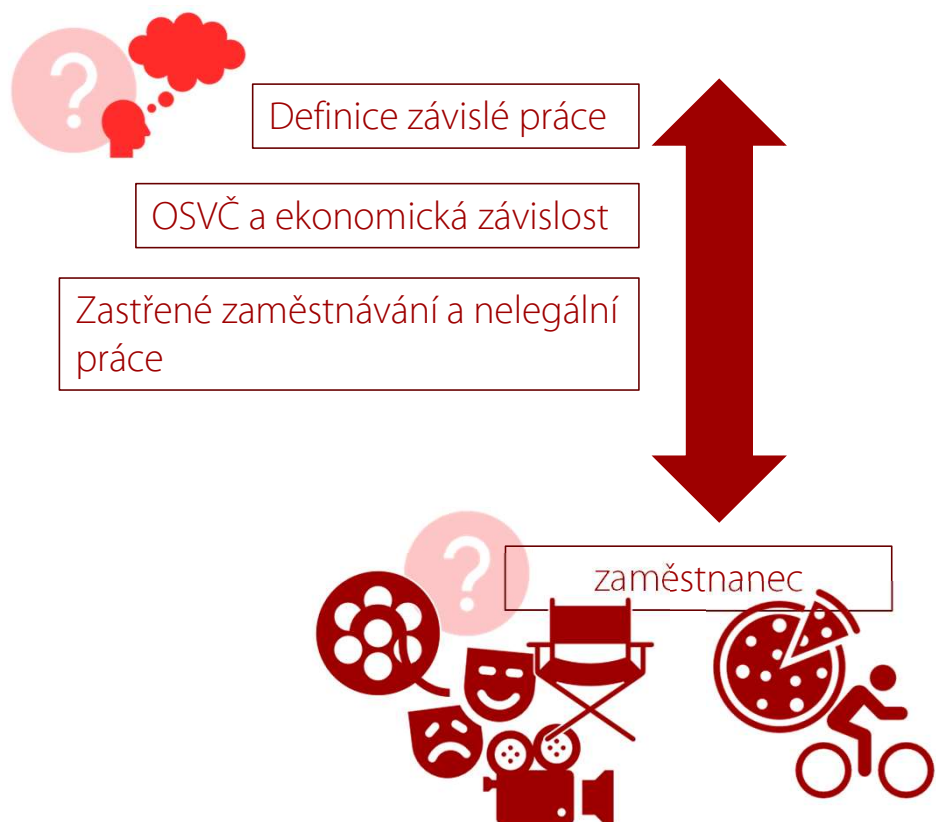 ?
Definice závislé práce
OSVČ a ekonomická závislost
Zastřené zaměstnávání a nelegální
práce
?
zaměstnanec